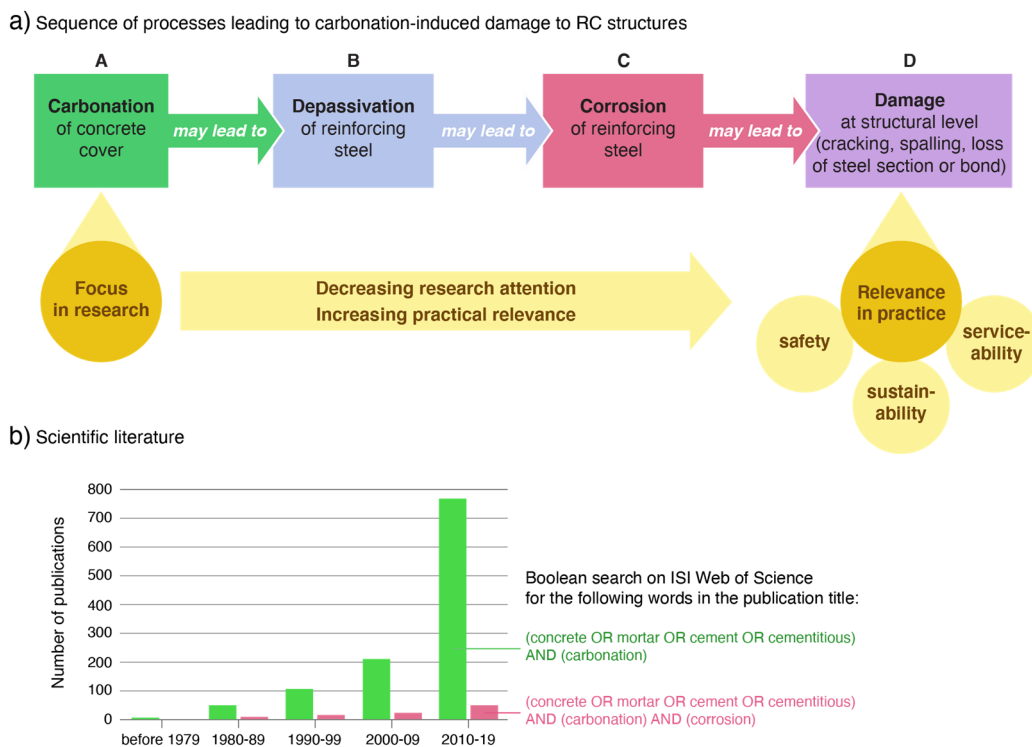 a) Sequence of processes leading to carbonation-induced damage to RC structures
A
B
C
D
Carbonation
of concrete
cover
may lead to
Depassivation
of reinforcing
steel
may lead to
Corrosion
of reinforcing
steel
may lead to
Damage
at structural level
(cracking, spalling, loss
of steel section or bond)
Focus
in research
Decreasing research attention
Increasing practical relevance
Relevance
in practice
safety
service-
ability
sustain-
ability
b) Scientific literature
Number of publications
800
700
600
500
400
300
200
100
0
before 1979
1980-89
1990-99
2000-09
2010-19
Boolean search on ISI Web of Science
for the following words in the publication title:
(concrete OR mortar OR cement OR cementitious)
AND (carbonation)
(concrete OR mortar OR cement OR cementitious)
AND (carbonation) AND (corrosion)